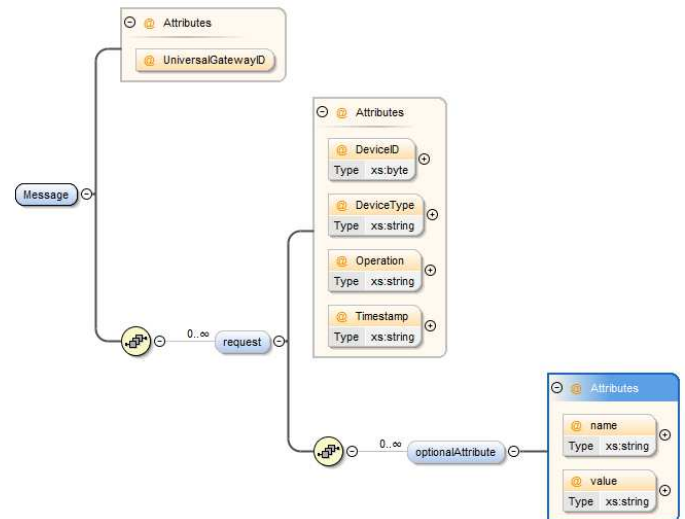 @ Attributes
@ UniversalGatewayID
@ Attributes
@ DeviceID
Type xs:byte
@ DeviceType
Type xs:string
@ Operation
Type xs:string
@ Timestamp
Type xs:string
Message
0..∞ request
0..∞ optionalAttribute
@ Attributes
@ name
Type xs:string
@ value
Type xs:string